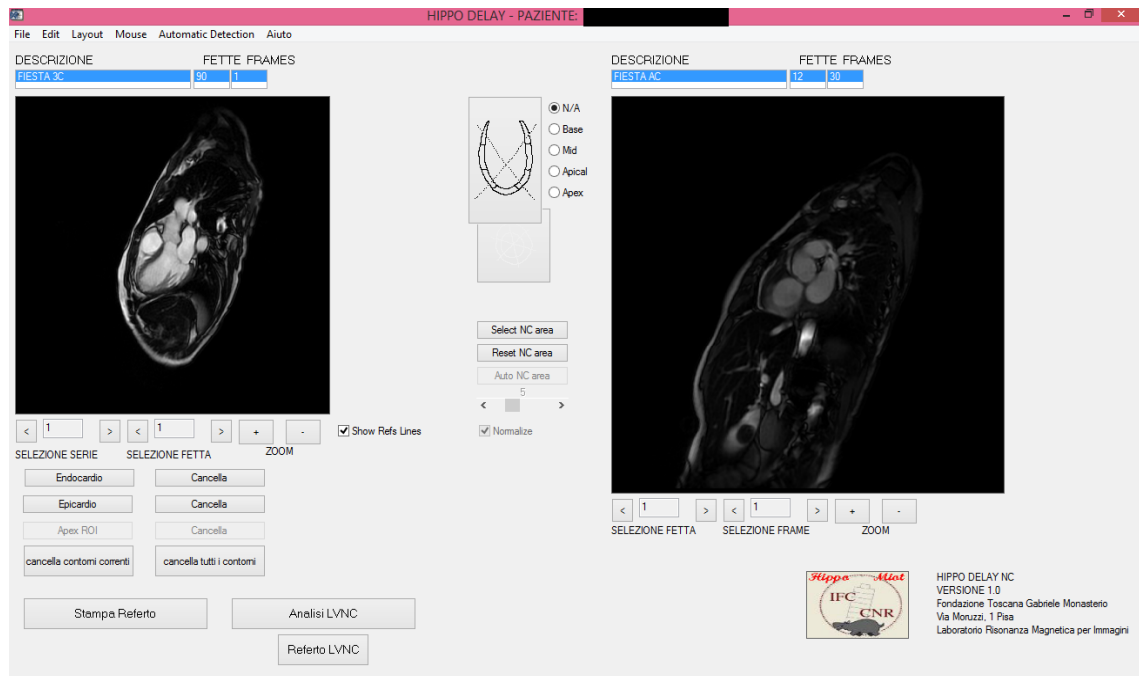 HIPPO DELAY - PAZIENTE:
File Edit Layout Mouse Automatic Detection Aiuto
DESCRIZIONE FETTE FRAMES
FIESTA 3C 90 1
DESCRIZIONE FETTE FRAMES
FIESTA AC 12 30
N/A
Base
Mid
Apical
Apex
Select NC area
Reset NC area
Auto NC area
5
< >
Normalize
< 1 > < 1 > + -
Show Refs Lines
SELEZIONE SERIE SELEZIONE FETTA ZOOM
Endocardio Cancella
Epicardio Cancella
Apex ROI Cancella
cancella contorni correnti cancella tutti i contorni
Stampa Referto Analisi LVNC
Referto LVNC
< 1 > < 1 > + -
SELEZIONE FETTA SELEZIONE FRAME ZOOM
Hippo Miot
IFC
CNR
HIPPO DELAY NC
VERSIONE 1.0
Fondazione Toscana Gabriele Monasterio
Via Moruzzi, 1 Pisa
Laboratorio Risonanza Magnetica per Immagini